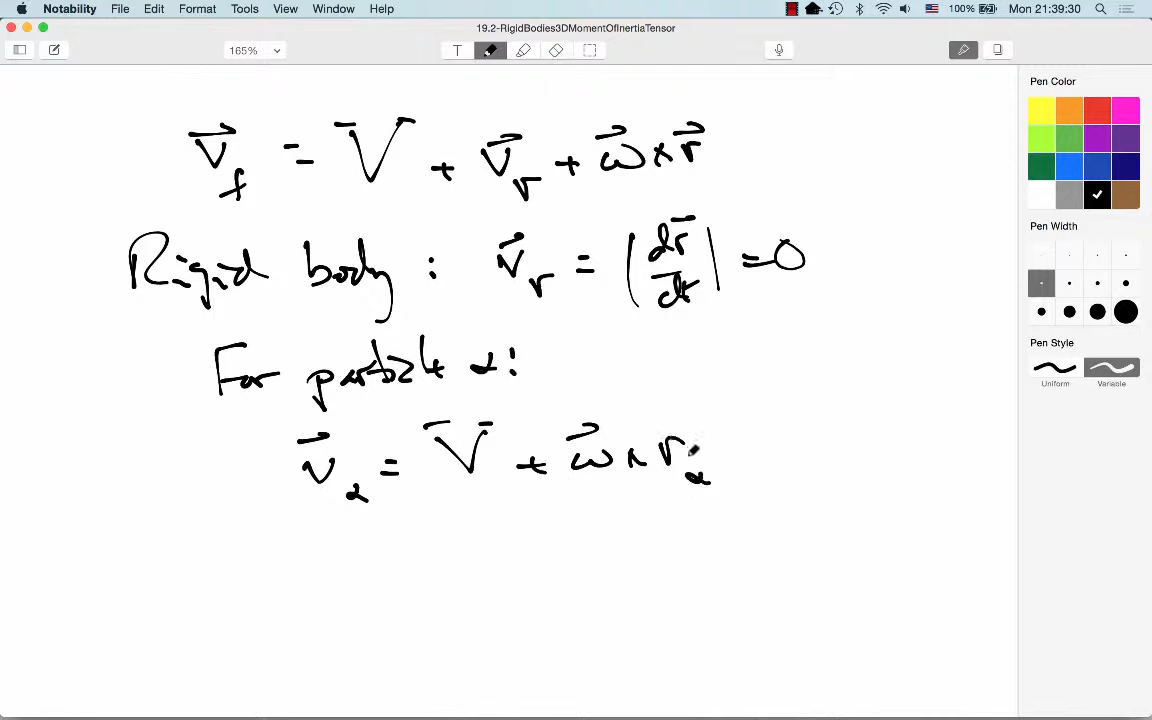 Notability File Edit Format Tools View Window Help 100% Mon 21:39:30
19.2-RigidBodies3DMomentOfInertiaTensor
165% T
Pen Color
Pen Width
Pen Style
Uniform Variable
v⃗_f = V̄ + v⃗_r + ω⃗ × r⃗
Rigid body : v⃗_r = (dr̄/dt) = 0
For particle α :
v⃗_α = V̄ + ω⃗ × r_α